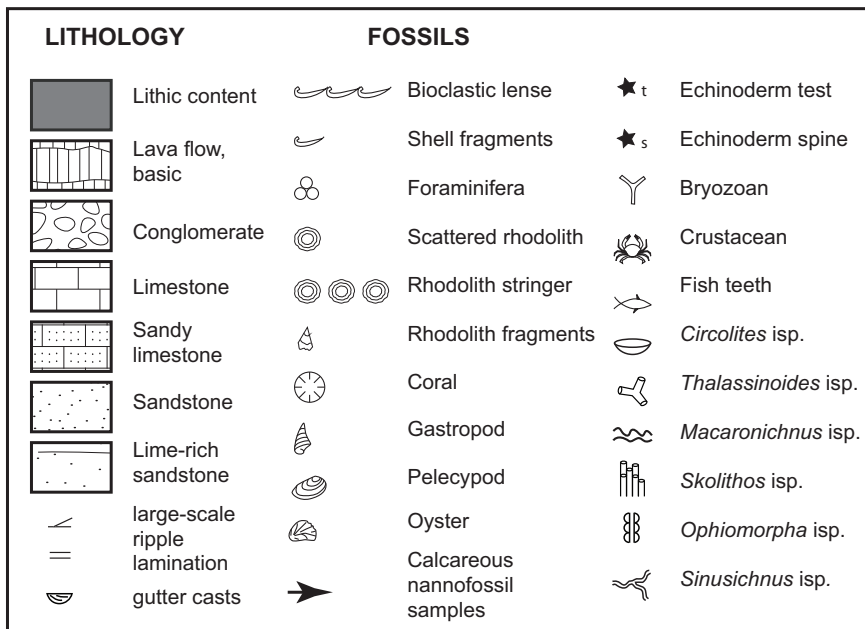 LITHOLOGY
Lithic content
Lava flow,
basic
Conglomerate
Limestone
Sandy
limestone
Sandstone
Lime-rich
sandstone
large-scale
ripple
lamination
gutter casts
FOSSILS
Bioclastic lense
Shell fragments
Foraminifera
Scattered rhodolith
Rhodolith stringer
Rhodolith fragments
Coral
Gastropod
Pelecypod
Oyster
Calcareous
nannofossil
samples
t Echinoderm test
s Echinoderm spine
Bryozoan
Crustacean
Fish teeth
Circolites isp.
Thalassinoides isp.
Macaronichnus isp.
Skolithos isp.
Ophiomorpha isp.
Sinusichnus isp.